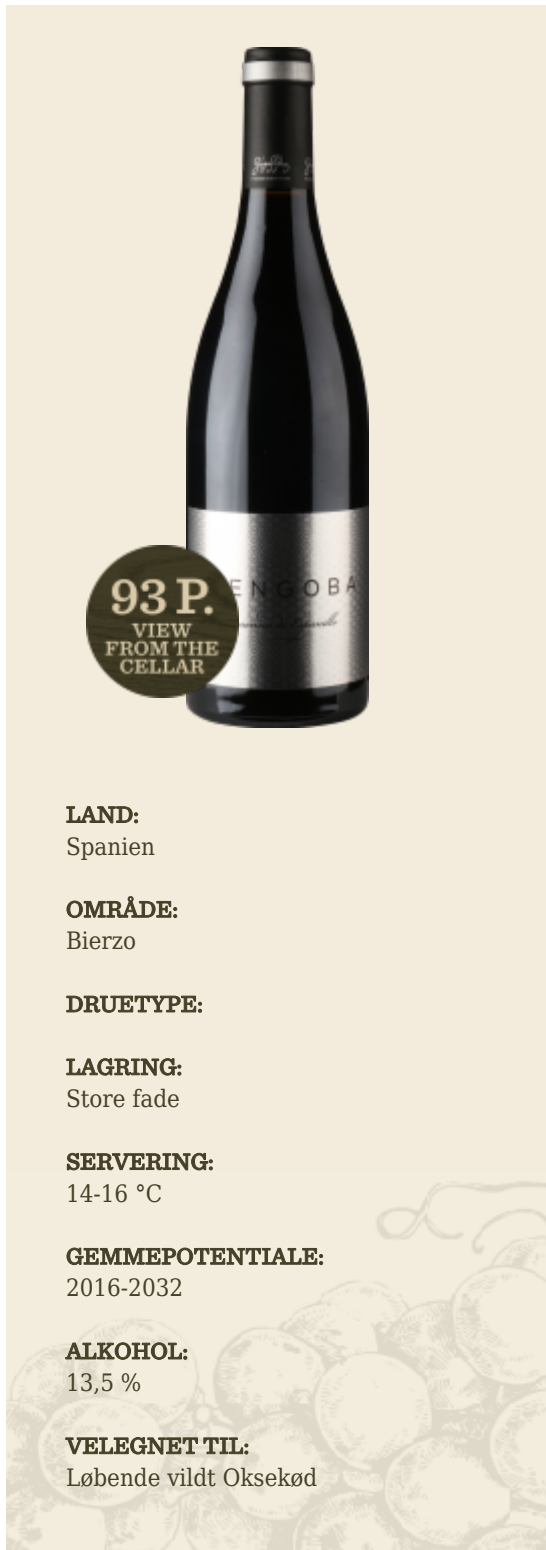 ENGOBA
93 P.
VIEW
FROM THE
CELLAR
LAND:
Spanien
OMRÅDE:
Bierzo
DRUETYPE:
LAGRING:
Store fade
SERVERING:
14-16 °C
GEMMEPOTENTIALE:
2016-2032
ALKOHOL:
13,5 %
VELEGNET TIL:
Løbende vildt Oksekød